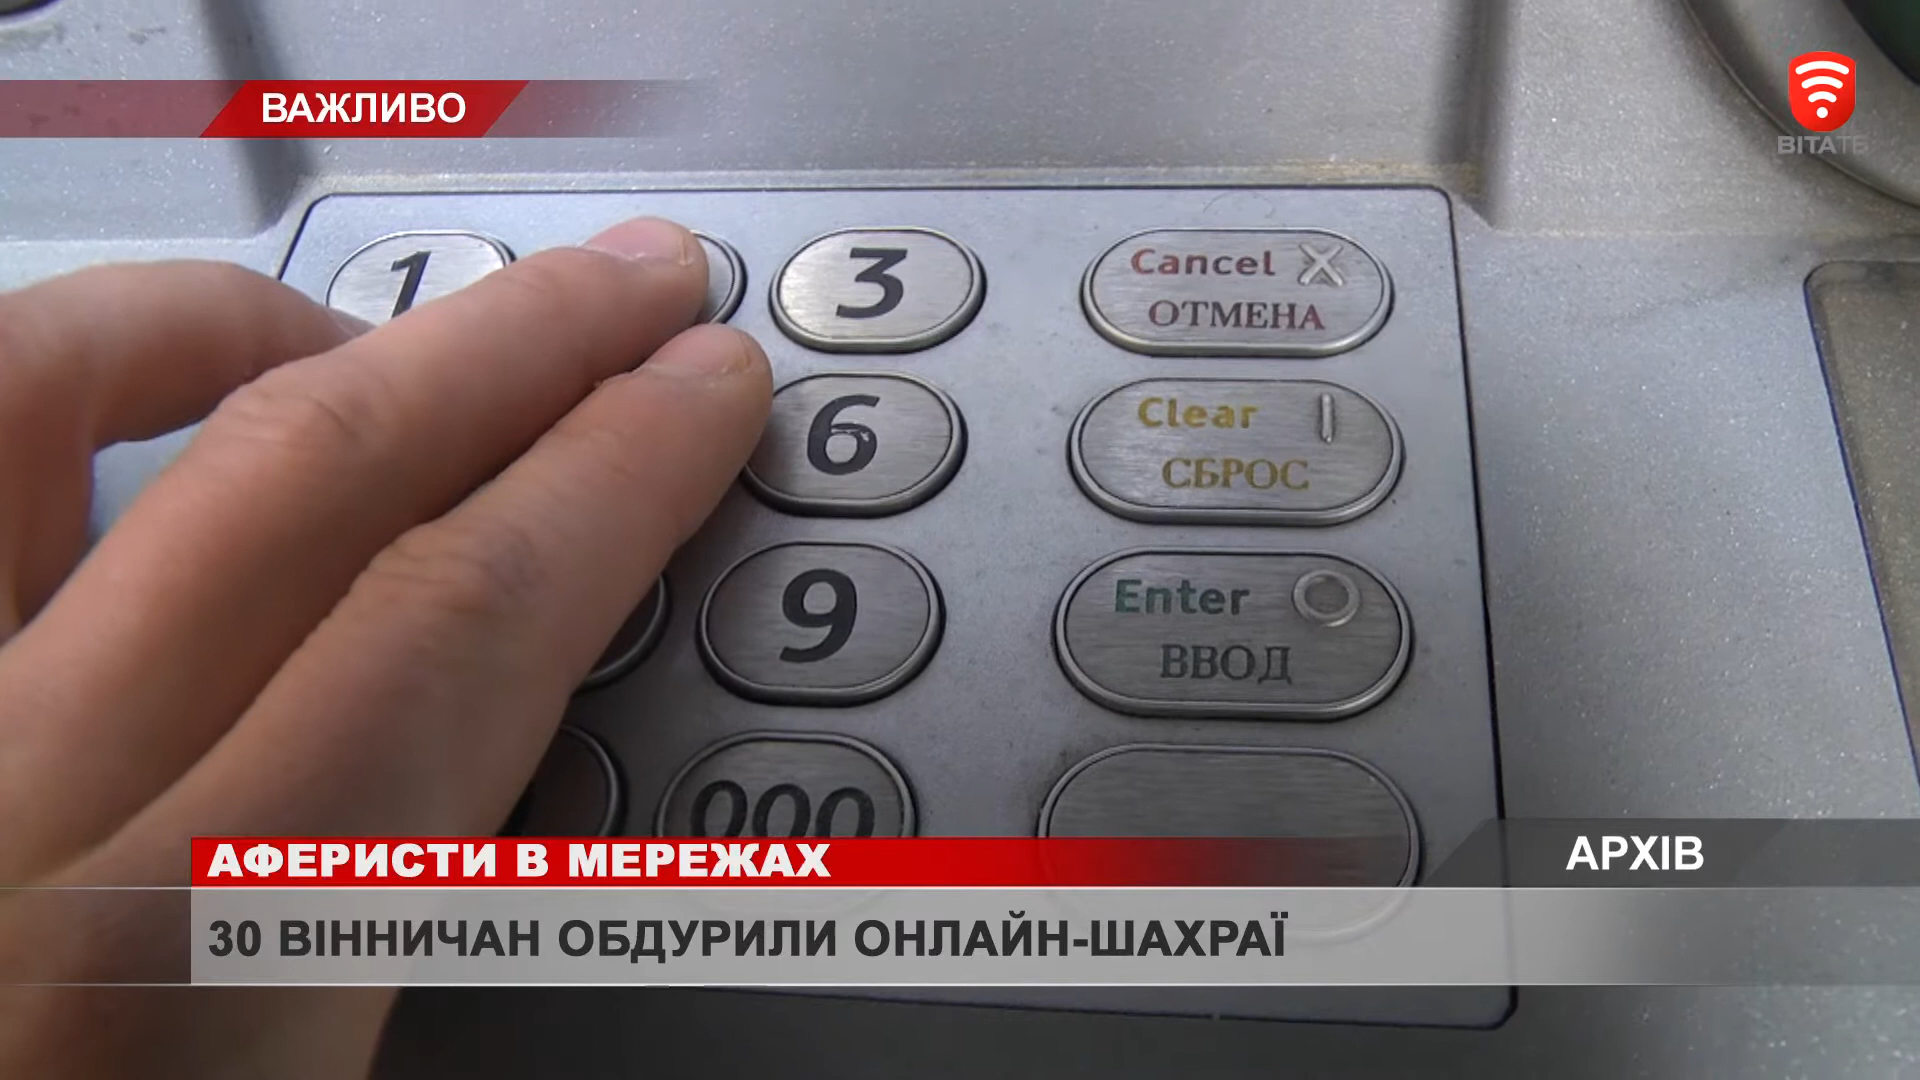 ВАЖЛИВО
ВІТАТБ
1
3
Cancel
ОТМЕНА
6
Clear
СБРОС
9
Enter
ВВОД
000
АФЕРИСТИ В МЕРЕЖАХ
АРХІВ
30 ВІННИЧАН ОБДУРИЛИ ОНЛАЙН-ШАХРАЇ